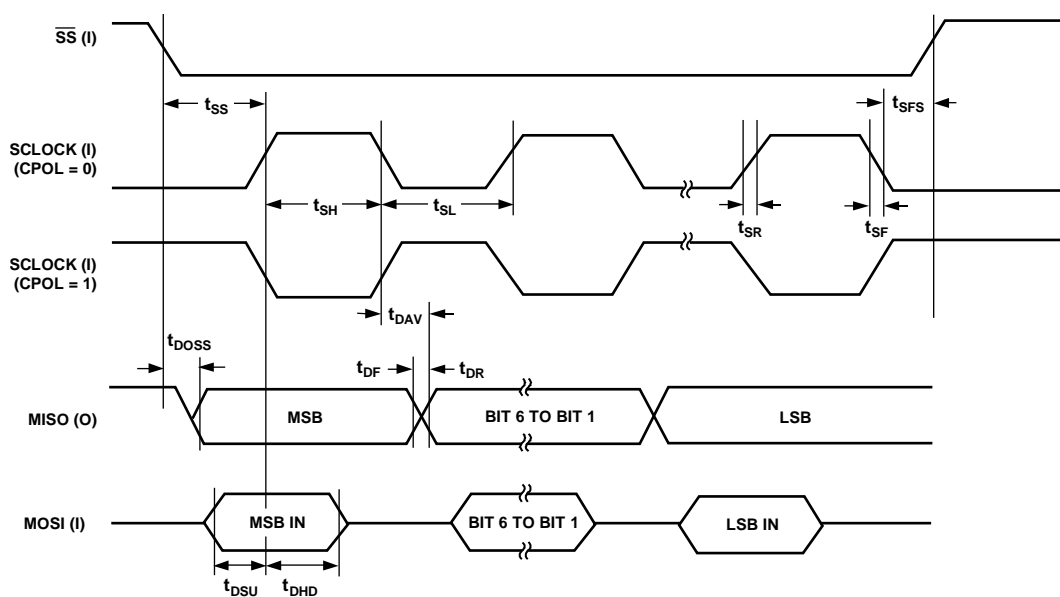 SS (I)
tSS
tSFS
SCLOCK (I)
(CPOL = 0)
tSH
tSL
tSR
tSF
SCLOCK (I)
(CPOL = 1)
tDAV
tDOSS
tDF
tDR
MISO (O)
MSB
BIT 6 TO BIT 1
LSB
MOSI (I)
MSB IN
BIT 6 TO BIT 1
LSB IN
tDSU
tDHD